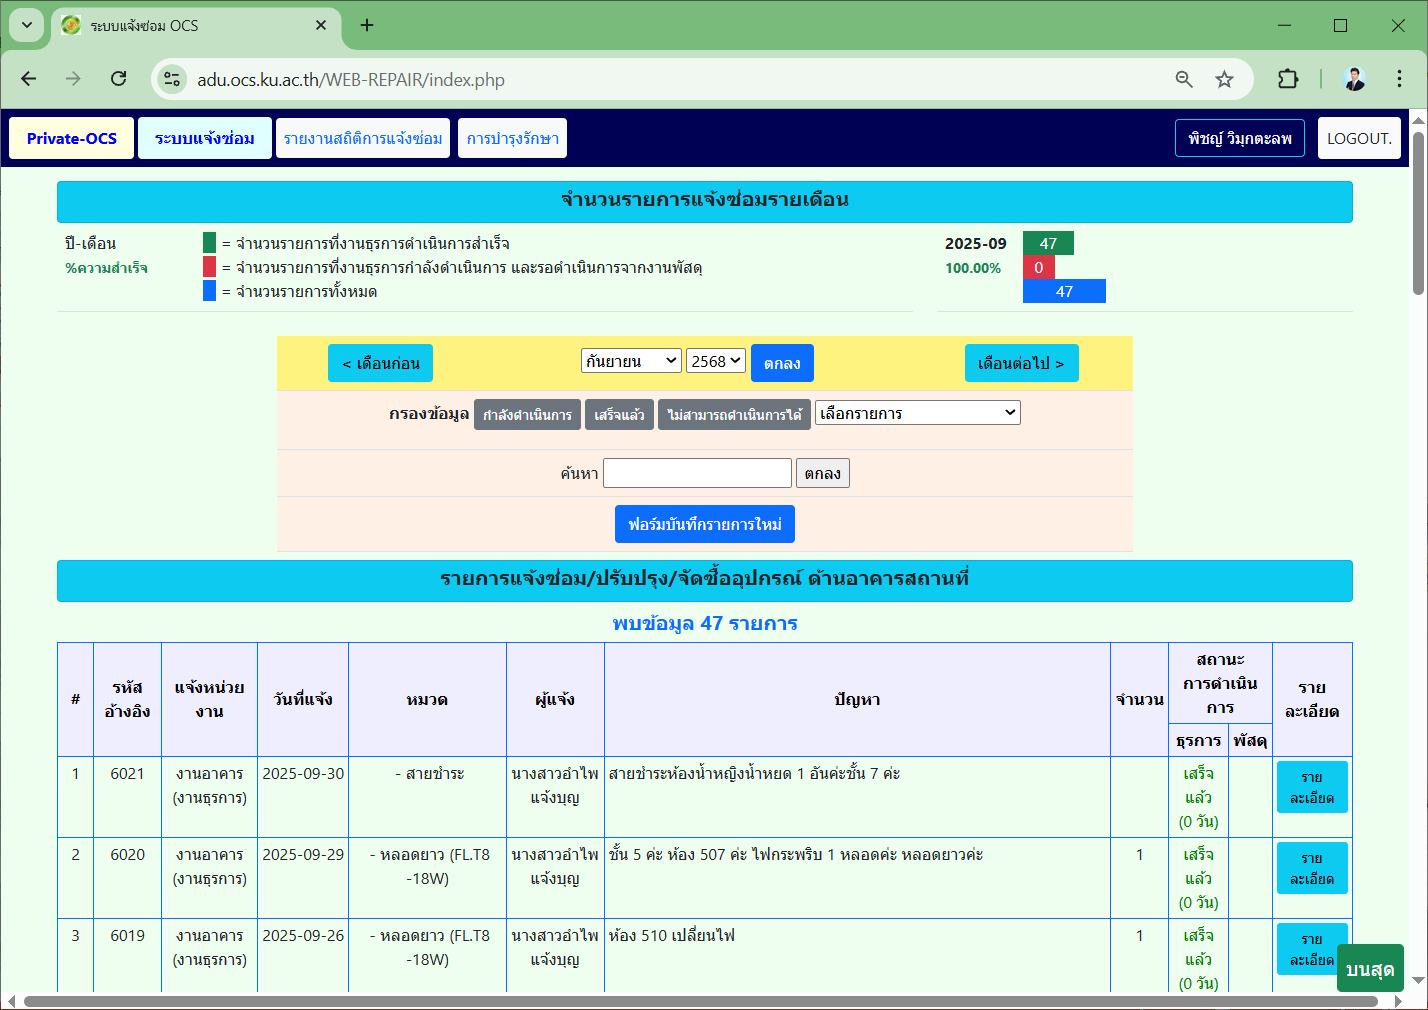 ระบบแจ้งซ่อม OCS
adu.ocs.ku.ac.th/WEB-REPAIR/index.php
Private-OCS ระบบแจ้งซ่อม รายงานสถิติการแจ้งซ่อม การบำรุงรักษา พิชญ์ วิมุกตะลพ LOGOUT.
จำนวนรายการแจ้งซ่อมรายเดือน
ปี-เดือน = จำนวนรายการที่งานธุรการดำเนินการสำเร็จ 2025-09 47
%ความสำเร็จ = จำนวนรายการที่งานธุรการกำลังดำเนินการ และรอดำเนินการจากงานพัสดุ 100.00% 0
= จำนวนรายการทั้งหมด 47
< เดือนก่อน กันยายน 2568 ตกลง เดือนต่อไป >
กรองข้อมูล กำลังดำเนินการ เสร็จแล้ว ไม่สามารถดำเนินการได้ เลือกรายการ
ค้นหา ตกลง
ฟอร์มบันทึกรายการใหม่
รายการแจ้งซ่อม/ปรับปรุง/จัดซื้ออุปกรณ์ ด้านอาคารสถานที่
พบข้อมูล 47 รายการ
# รหัส อ้างอิง แจ้งหน่วย งาน วันที่แจ้ง หมวด ผู้แจ้ง ปัญหา จำนวน สถานะ การดำเนิน การ ราย ละเอียด
ธุรการ พัสดุ
1 6021 งานอาคาร 2025-09-30 - สายชำระ นางสาวอำไพ สายชำระห้องน้ำหญิงน้ำหยด 1 อันค่ะชั้น 7 ค่ะ เสร็จ ราย
(งานธุรการ) แจ้งบุญ แล้ว ละเอียด
(0 วัน)
2 6020 งานอาคาร 2025-09-29 - หลอดยาว (FL.T8 นางสาวอำไพ ชั้น 5 ค่ะ ห้อง 507 ค่ะ ไฟกระพริบ 1 หลอดค่ะ หลอดยาวค่ะ 1 เสร็จ ราย
(งานธุรการ) -18W) แจ้งบุญ แล้ว ละเอียด
(0 วัน)
3 6019 งานอาคาร 2025-09-26 - หลอดยาว (FL.T8 นางสาวอำไพ ห้อง 510 เปลี่ยนไฟ 1 เสร็จ ราย
(งานธุรการ) -18W) แจ้งบุญ แล้ว ละเอียด
(0 วัน)
บนสุด